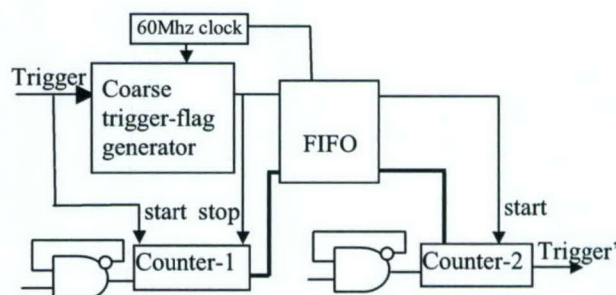 60Mhz clock
Trigger
Coarse
trigger-flag
generator
FIFO
start stop
start
Counter-1
Counter-2
Trigger'